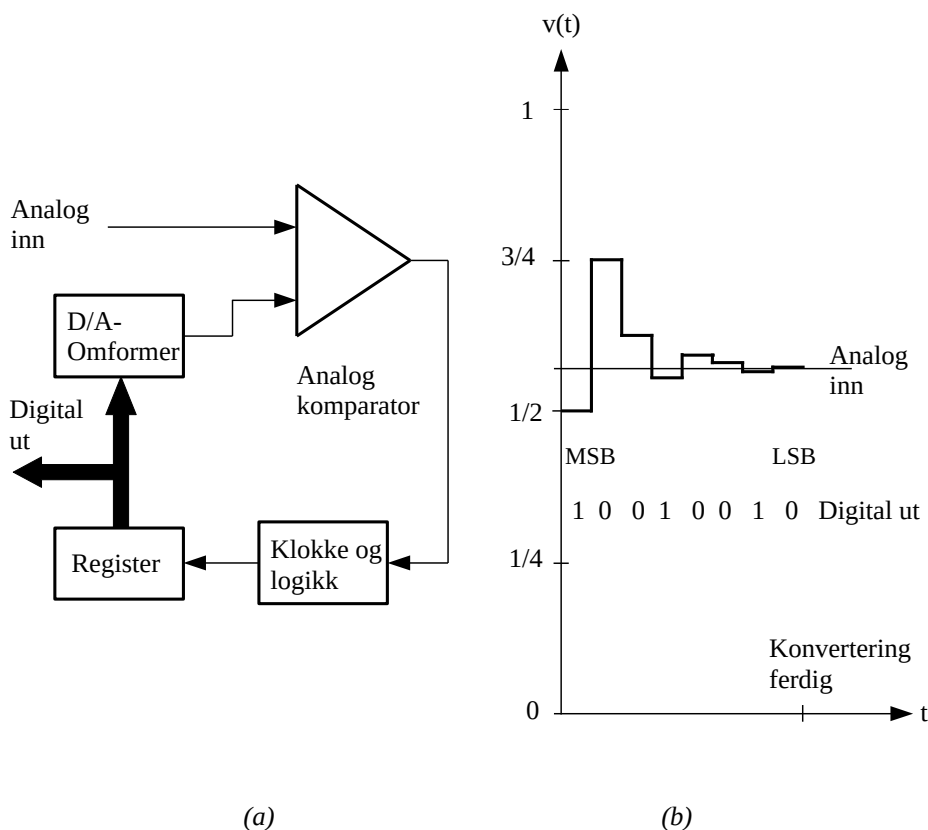 Analog
inn
D/A-
Omformer
Analog
komparator
Digital
ut
Register
Klokke og
logikk
(a)
v(t)
1
3/4
Analog
inn
1/2
MSB LSB
1 0 0 1 0 0 1 0 Digital ut
1/4
Konvertering
ferdig
0
t
(b)